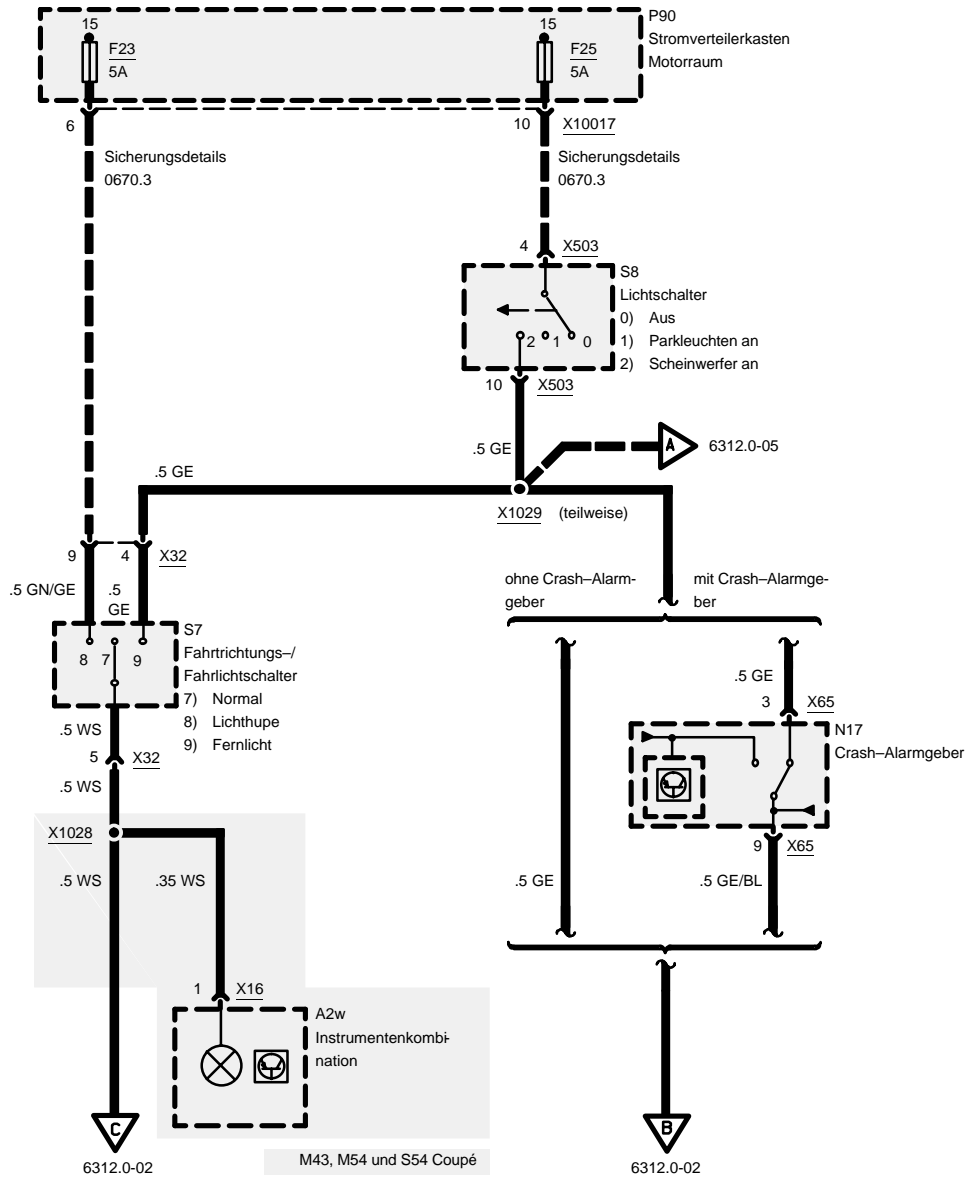 P90
Stromverteilerkasten
Motorraum
15
F23
5A
15
F25
5A
6
10
X10017
Sicherungsdetails
0670.3
Sicherungsdetails
0670.3
4
X503
S8
Lichtschalter
0) Aus
1) Parkleuchten an
2) Scheinwerfer an
2 1 0
10
X503
.5 GE
A
6312.0-05
.5 GE
X1029
(teilweise)
9
4
X32
.5 GN/GE
.5
GE
ohne Crash–Alarm-
geber
mit Crash–Alarmge-
ber
S7
Fahrtrichtungs–/
Fahrlichtschalter
7) Normal
8) Lichthupe
9) Fernlicht
8 7 9
.5 WS
5
X32
.5 WS
.5 GE
3
X65
N17
Crash–Alarmgeber
9
X65
X1028
.5 WS
.35 WS
.5 GE
.5 GE/BL
1
X16
A2w
Instrumentenkombi-
nation
C
6312.0-02
M43, M54 und S54 Coupé
B
6312.0-02